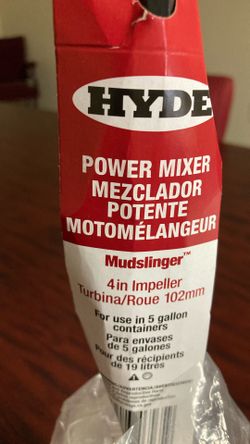 HYDE
POWER MIXER
MEZCLADOR
POTENTE
MOTOMÉLANGEUR
Mudslinger™
4in Impeller
Turbina/Roue 102mm
For use in 5 gallon
containers
Para envases
de 5 galones
Pour des récipients
de 19 litres